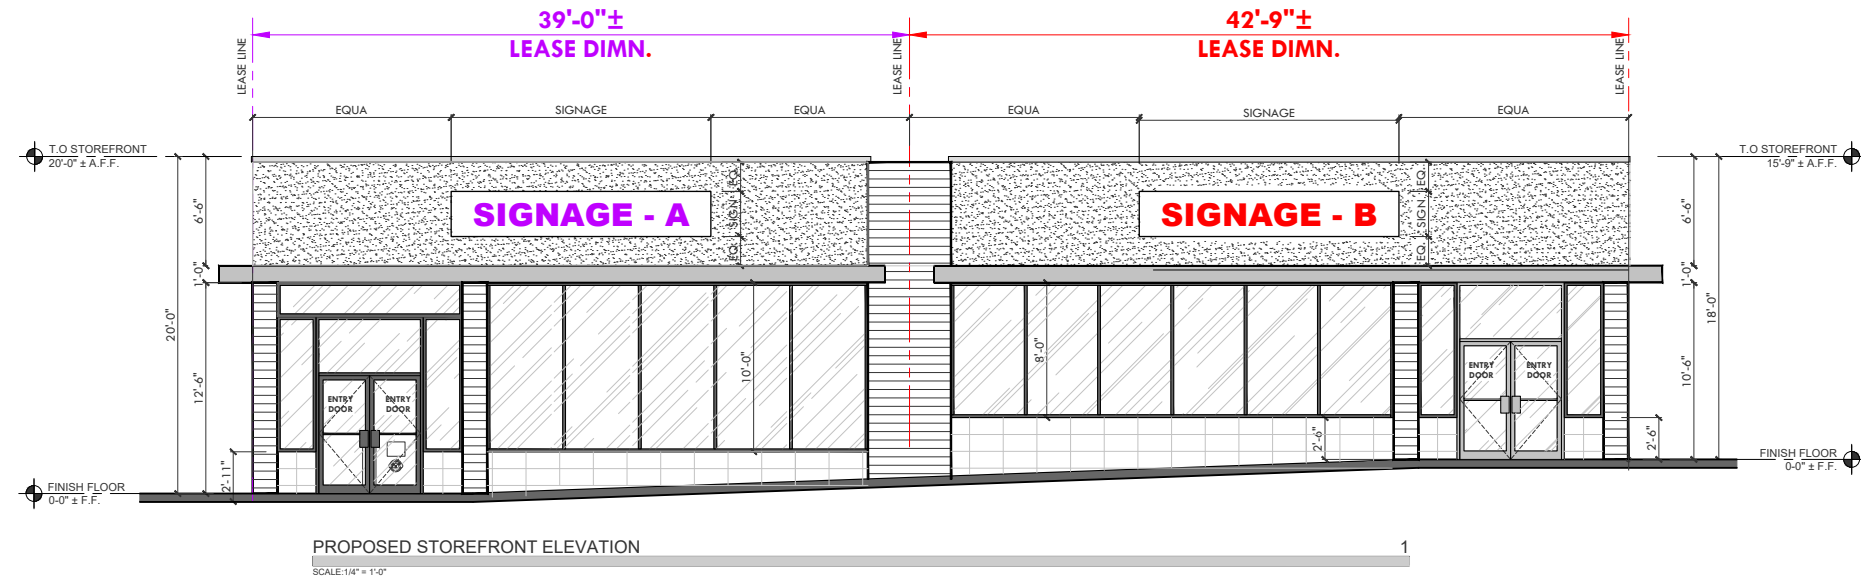 39'-0"±
LEASE DIMN.
42'-9"±
LEASE DIMN.
LEASE LINE
LEASE LINE
LEASE LINE
EQUA
SIGNAGE
EQUA
EQUA
SIGNAGE
EQUA
T.O STOREFRONT
20'-0" ± A.F.F.
T.O STOREFRONT
15'-9" ± A.F.F.
6'-6"
EQ.
SIGN.
EQ.
SIGNAGE - A
SIGNAGE - B
EQ.
SIGN.
EQ.
6'-6"
1'-0"
1'-0"
20'-0"
12'-6"
10'-0"
8'-0"
18'-0"
10'-6"
ENTRY
DOOR
ENTRY
DOOR
ENTRY
DOOR
ENTRY
DOOR
2'-11"
2'-6"
2'-6"
FINISH FLOOR
0-0" ± F.F.
FINISH FLOOR
0-0" ± F.F.
PROPOSED STOREFRONT ELEVATION
1
SCALE:1/4" = 1'-0"